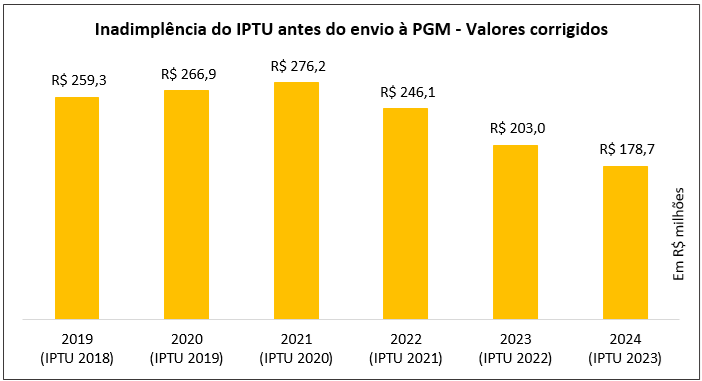 Inadimplência do IPTU antes do envio à PGM - Valores corrigidos
R$ 259,3
R$ 266,9
R$ 276,2
R$ 246,1
R$ 203,0
R$ 178,7
Em R$ milhões
2019
(IPTU 2018)
2020
(IPTU 2019)
2021
(IPTU 2020)
2022
(IPTU 2021)
2023
(IPTU 2022)
2024
(IPTU 2023)